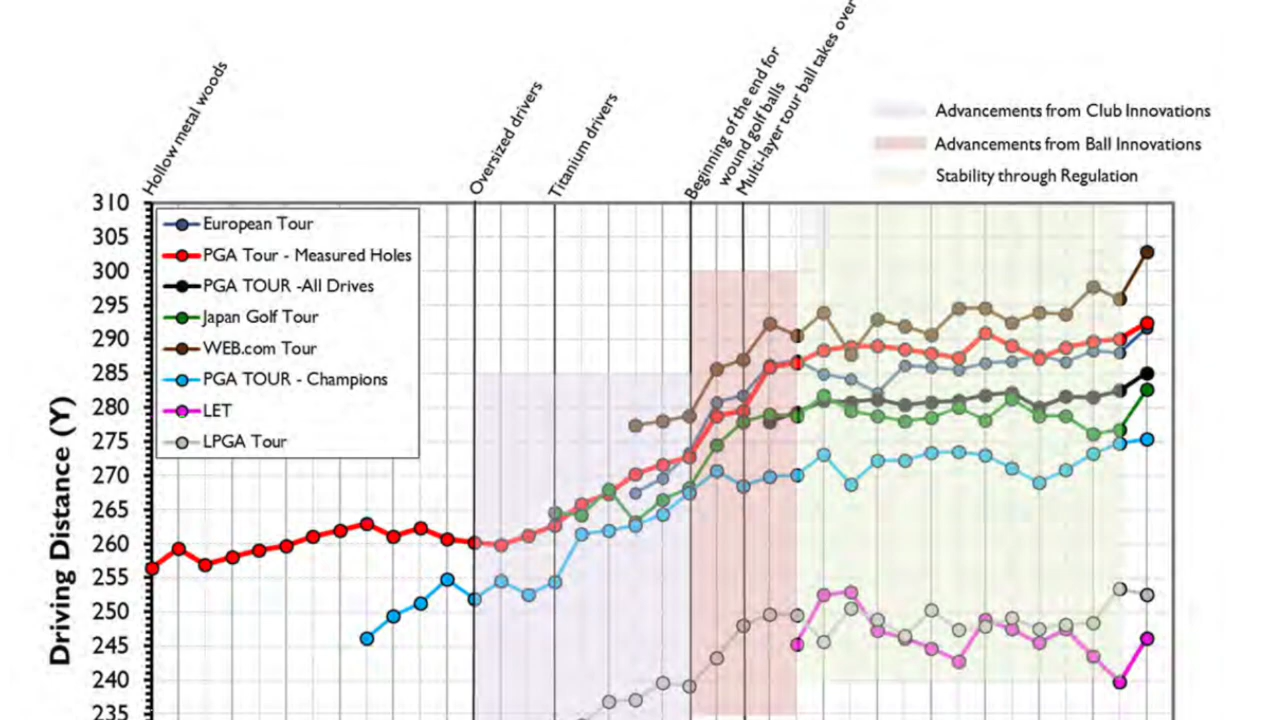 Hollow metal woods
Oversized drivers
Titanium drivers
Beginning of the end for
wound golf balls
Multi-layer tour ball takes over
Advancements from Club Innovations
Advancements from Ball Innovations
Stability through Regulation
310
305
300
295
290
285
280
275
270
265
260
255
250
245
240
235
Driving Distance (Y)
European Tour
PGA Tour - Measured Holes
PGA TOUR -All Drives
Japan Golf Tour
WEB.com Tour
PGA TOUR - Champions
LET
LPGA Tour